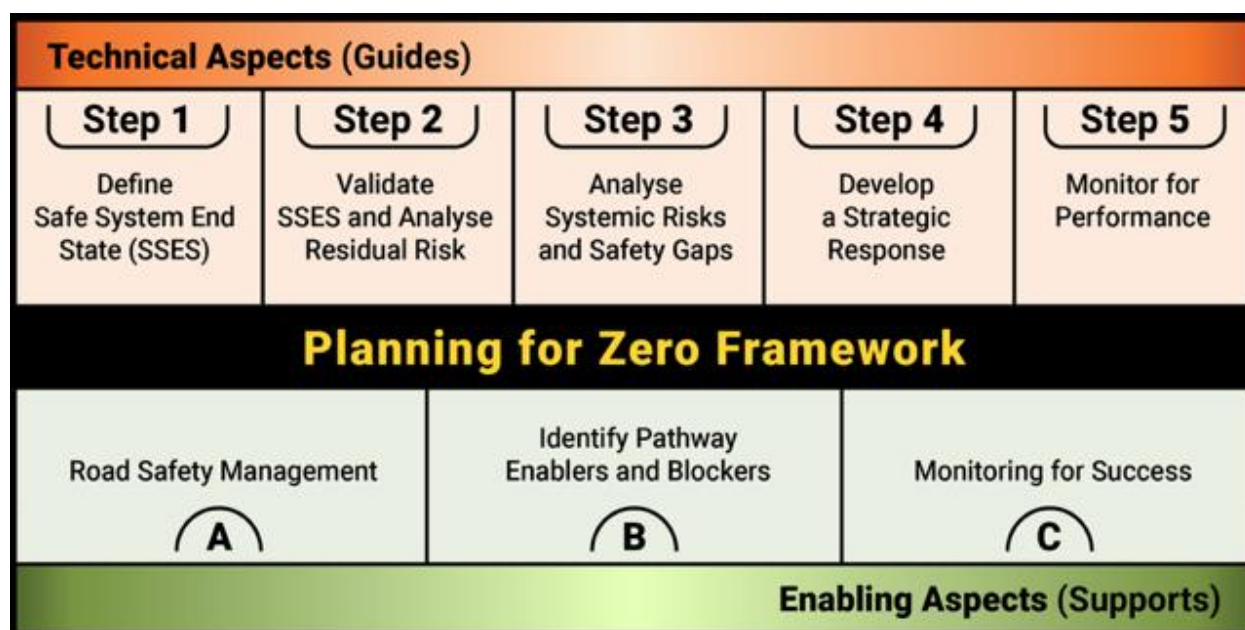 Technical Aspects (Guides)
Step 1
Define
Safe System End
State (SSES)
Step 2
Validate
SSES and Analyse
Residual Risk
Step 3
Analyse
Systemic Risks
and Safety Gaps
Step 4
Develop
a Strategic
Response
Step 5
Monitor for
Performance
Planning for Zero Framework
Road Safety Management
A
Identify Pathway
Enablers and Blockers
B
Monitoring for Success
C
Enabling Aspects (Supports)